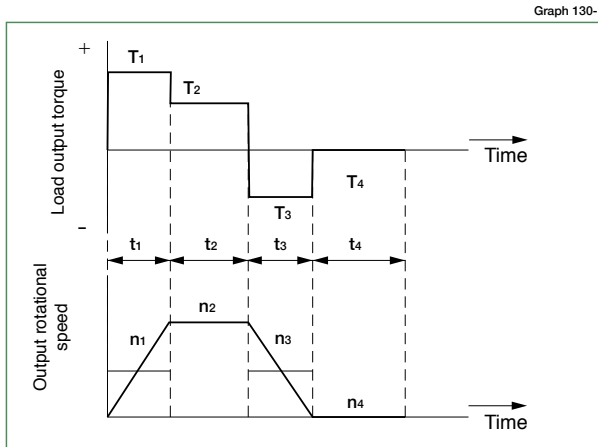 Graph 130-
+
Load output torque
-
T1
T2
T3
T4
Time
t1 t2 t3 t4
Output rotational
speed
n1
n2
n3
n4
Time